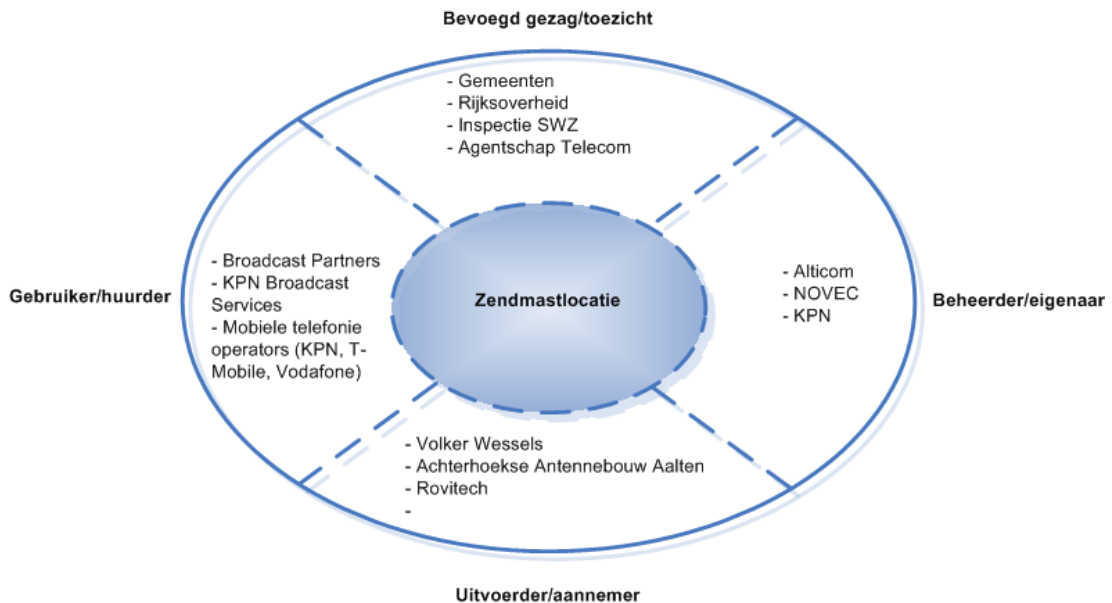 Bevoegd gezag/toezicht
- Gemeenten
- Rijksoverheid
- Inspectie SWZ
- Agentschap Telecom
Gebruiker/huurder
- Broadcast Partners
- KPN Broadcast
Services
- Mobiele telefonie
operators (KPN, T-
Mobile, Vodafone)
Zendmastlocatie
- Alticom
- NOVEC
- KPN
Beheerder/eigenaar
- Volker Wessels
- Achterhoekse Antennebouw Aalten
- Rovitech
-
Uitvoerder/aannemer